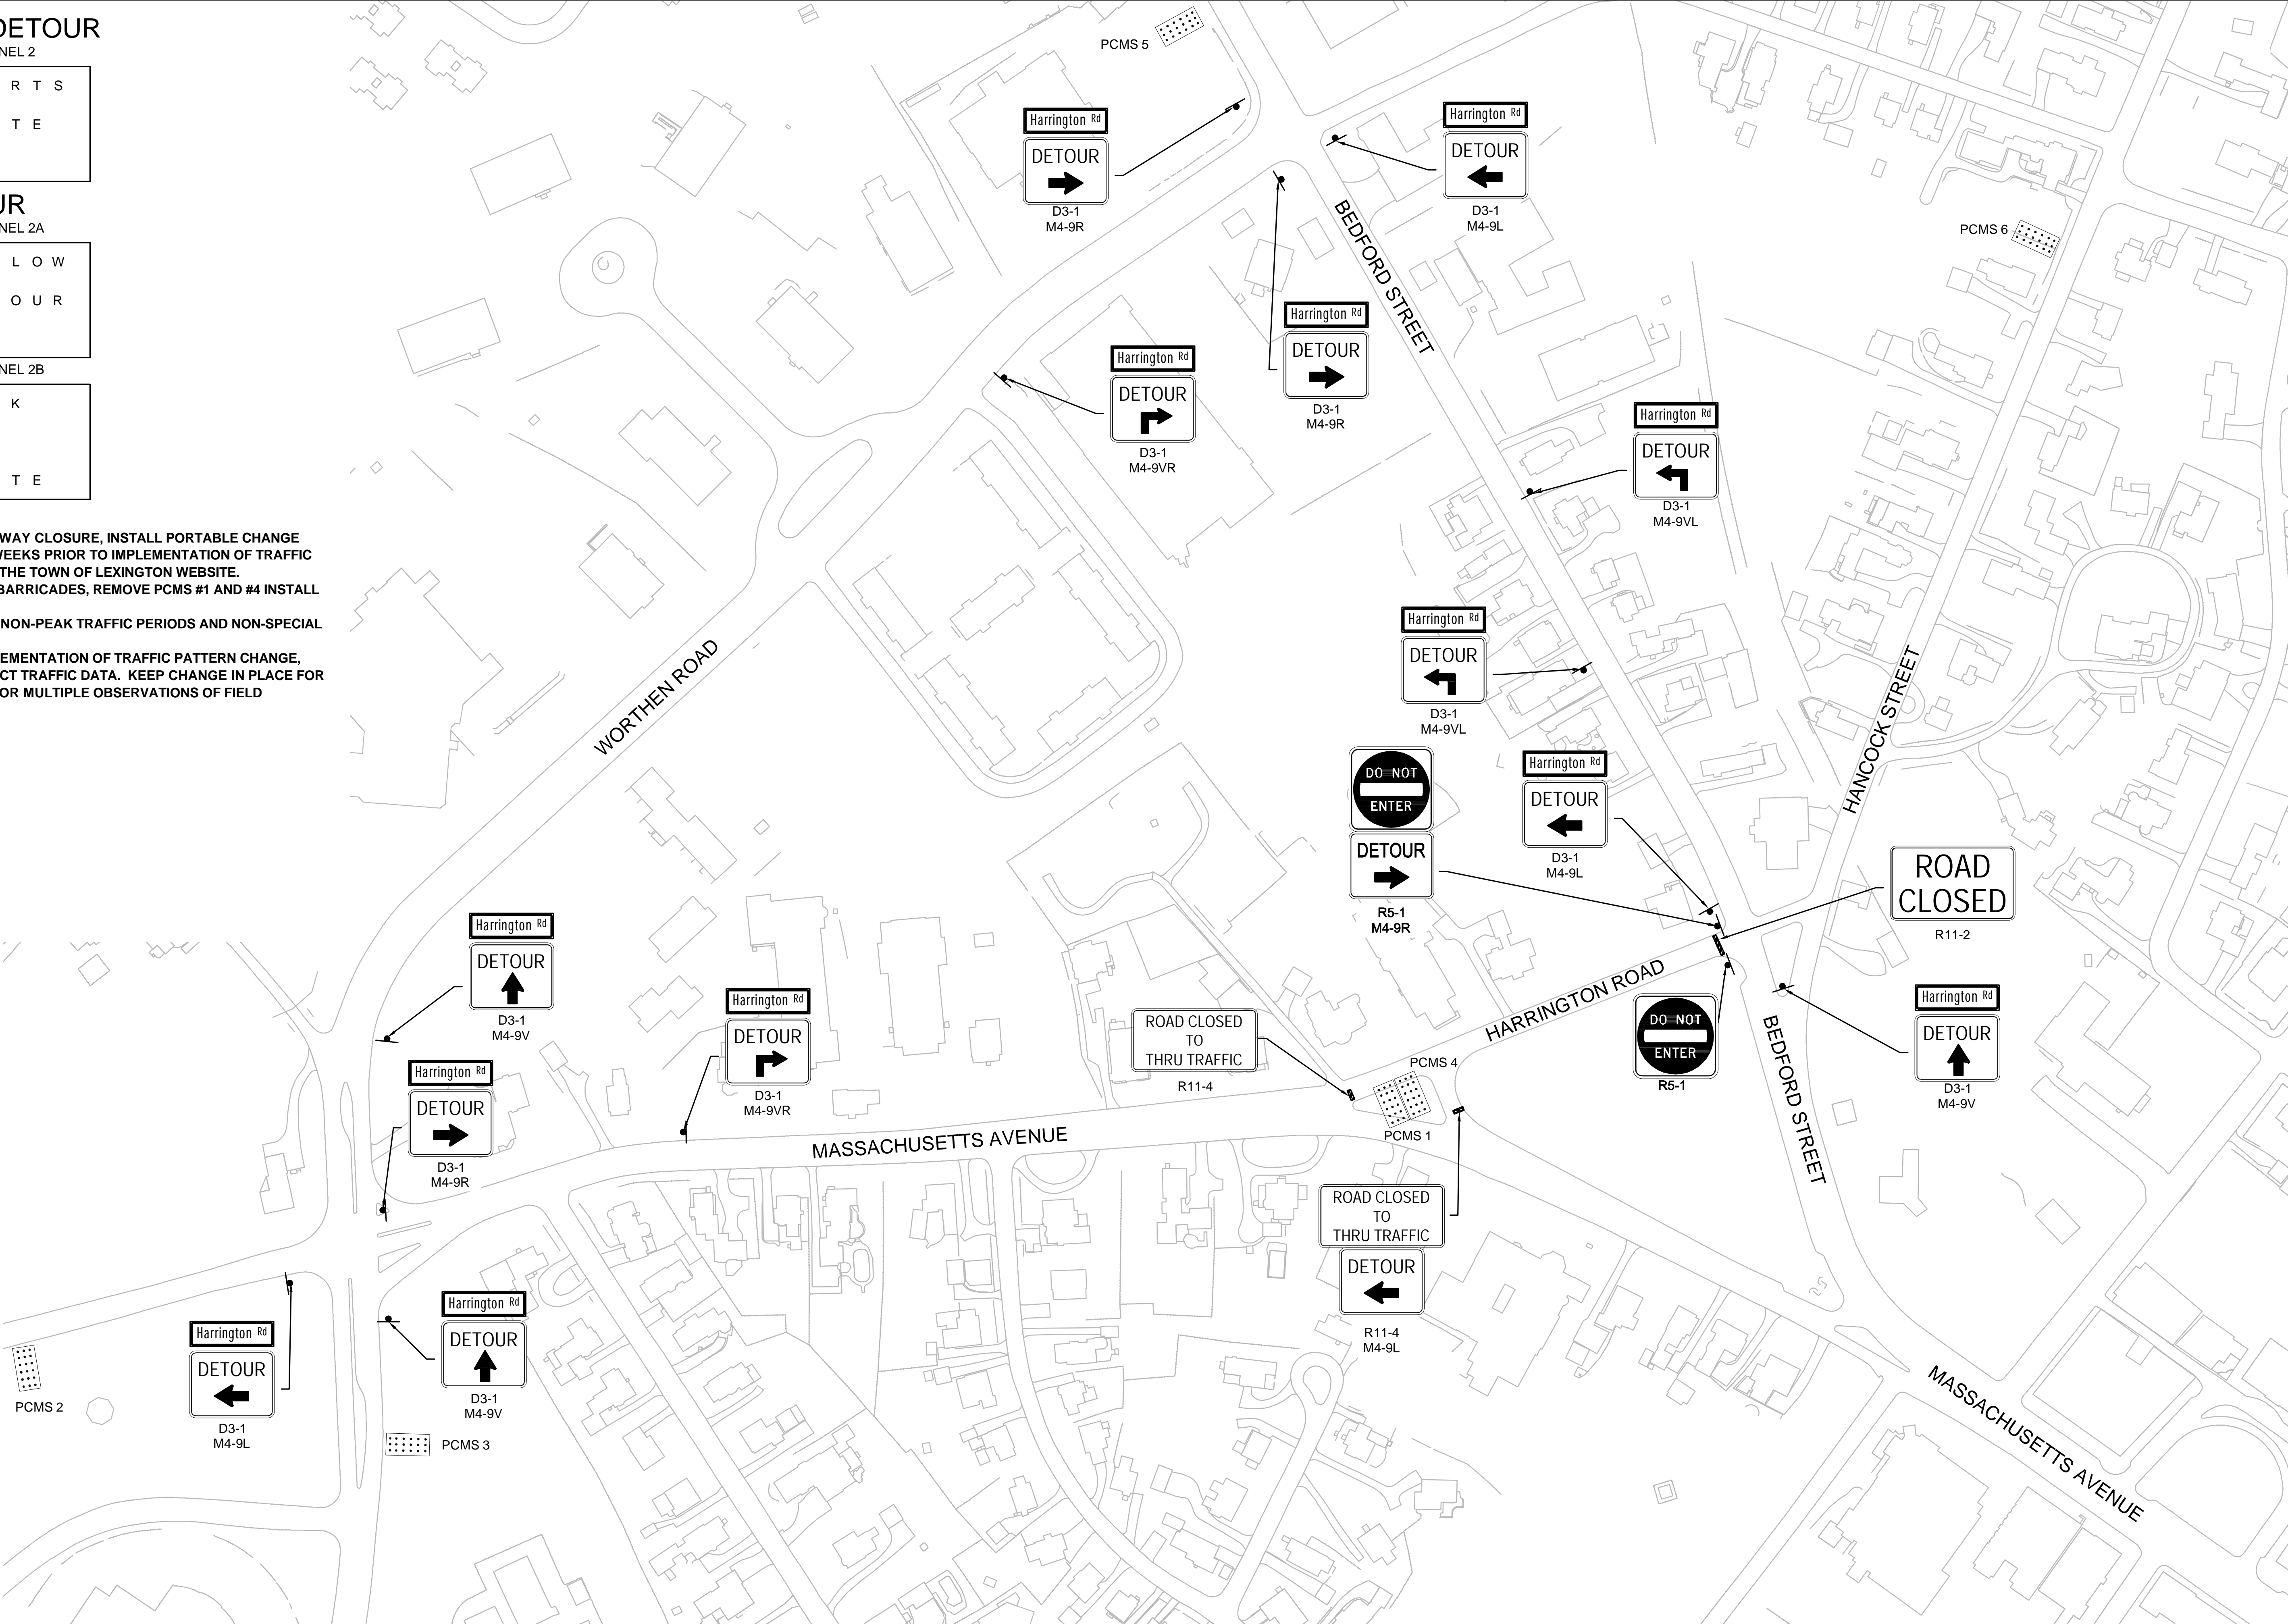 DETOUR
NEL 2
R T S
T E
UR
NEL 2A
L O W
O U R
NEL 2B
K
T E
WAY CLOSURE, INSTALL PORTABLE CHANGE
WEEKS PRIOR TO IMPLEMENTATION OF TRAFFIC
THE TOWN OF LEXINGTON WEBSITE.
BARRICADES, REMOVE PCMS #1 AND #4 INSTALL
NON-PEAK TRAFFIC PERIODS AND NON-SPECIAL
EMENTATION OF TRAFFIC PATTERN CHANGE,
CT TRAFFIC DATA. KEEP CHANGE IN PLACE FOR
OR MULTIPLE OBSERVATIONS OF FIELD
PCMS 5
Harrington Rd
DETOUR
D3-1
M4-9R
Harrington Rd
DETOUR
D3-1
M4-9L
BEDFORD STREET
PCMS 6
Harrington Rd
DETOUR
D3-1
M4-9R
Harrington Rd
DETOUR
D3-1
M4-9VR
Harrington Rd
DETOUR
D3-1
M4-9VL
WORTHEN ROAD
Harrington Rd
DETOUR
D3-1
M4-9VL
HANCOCK STREET
DO NOT
ENTER
DETOUR
R5-1
M4-9R
Harrington Rd
DETOUR
D3-1
M4-9L
ROAD
CLOSED
R11-2
Harrington Rd
DETOUR
D3-1
M4-9V
Harrington Rd
DETOUR
D3-1
M4-9VR
ROAD CLOSED
TO
THRU TRAFFIC
R11-4
HARRINGTON ROAD
DO NOT
ENTER
R5-1
BEDFORD STREET
Harrington Rd
DETOUR
D3-1
M4-9V
Harrington Rd
DETOUR
D3-1
M4-9R
PCMS 4
PCMS 1
MASSACHUSETTS AVENUE
ROAD CLOSED
TO
THRU TRAFFIC
DETOUR
R11-4
M4-9L
Harrington Rd
DETOUR
D3-1
M4-9L
Harrington Rd
DETOUR
D3-1
M4-9V
PCMS 2
PCMS 3
MASSACHUSETTS AVENUE